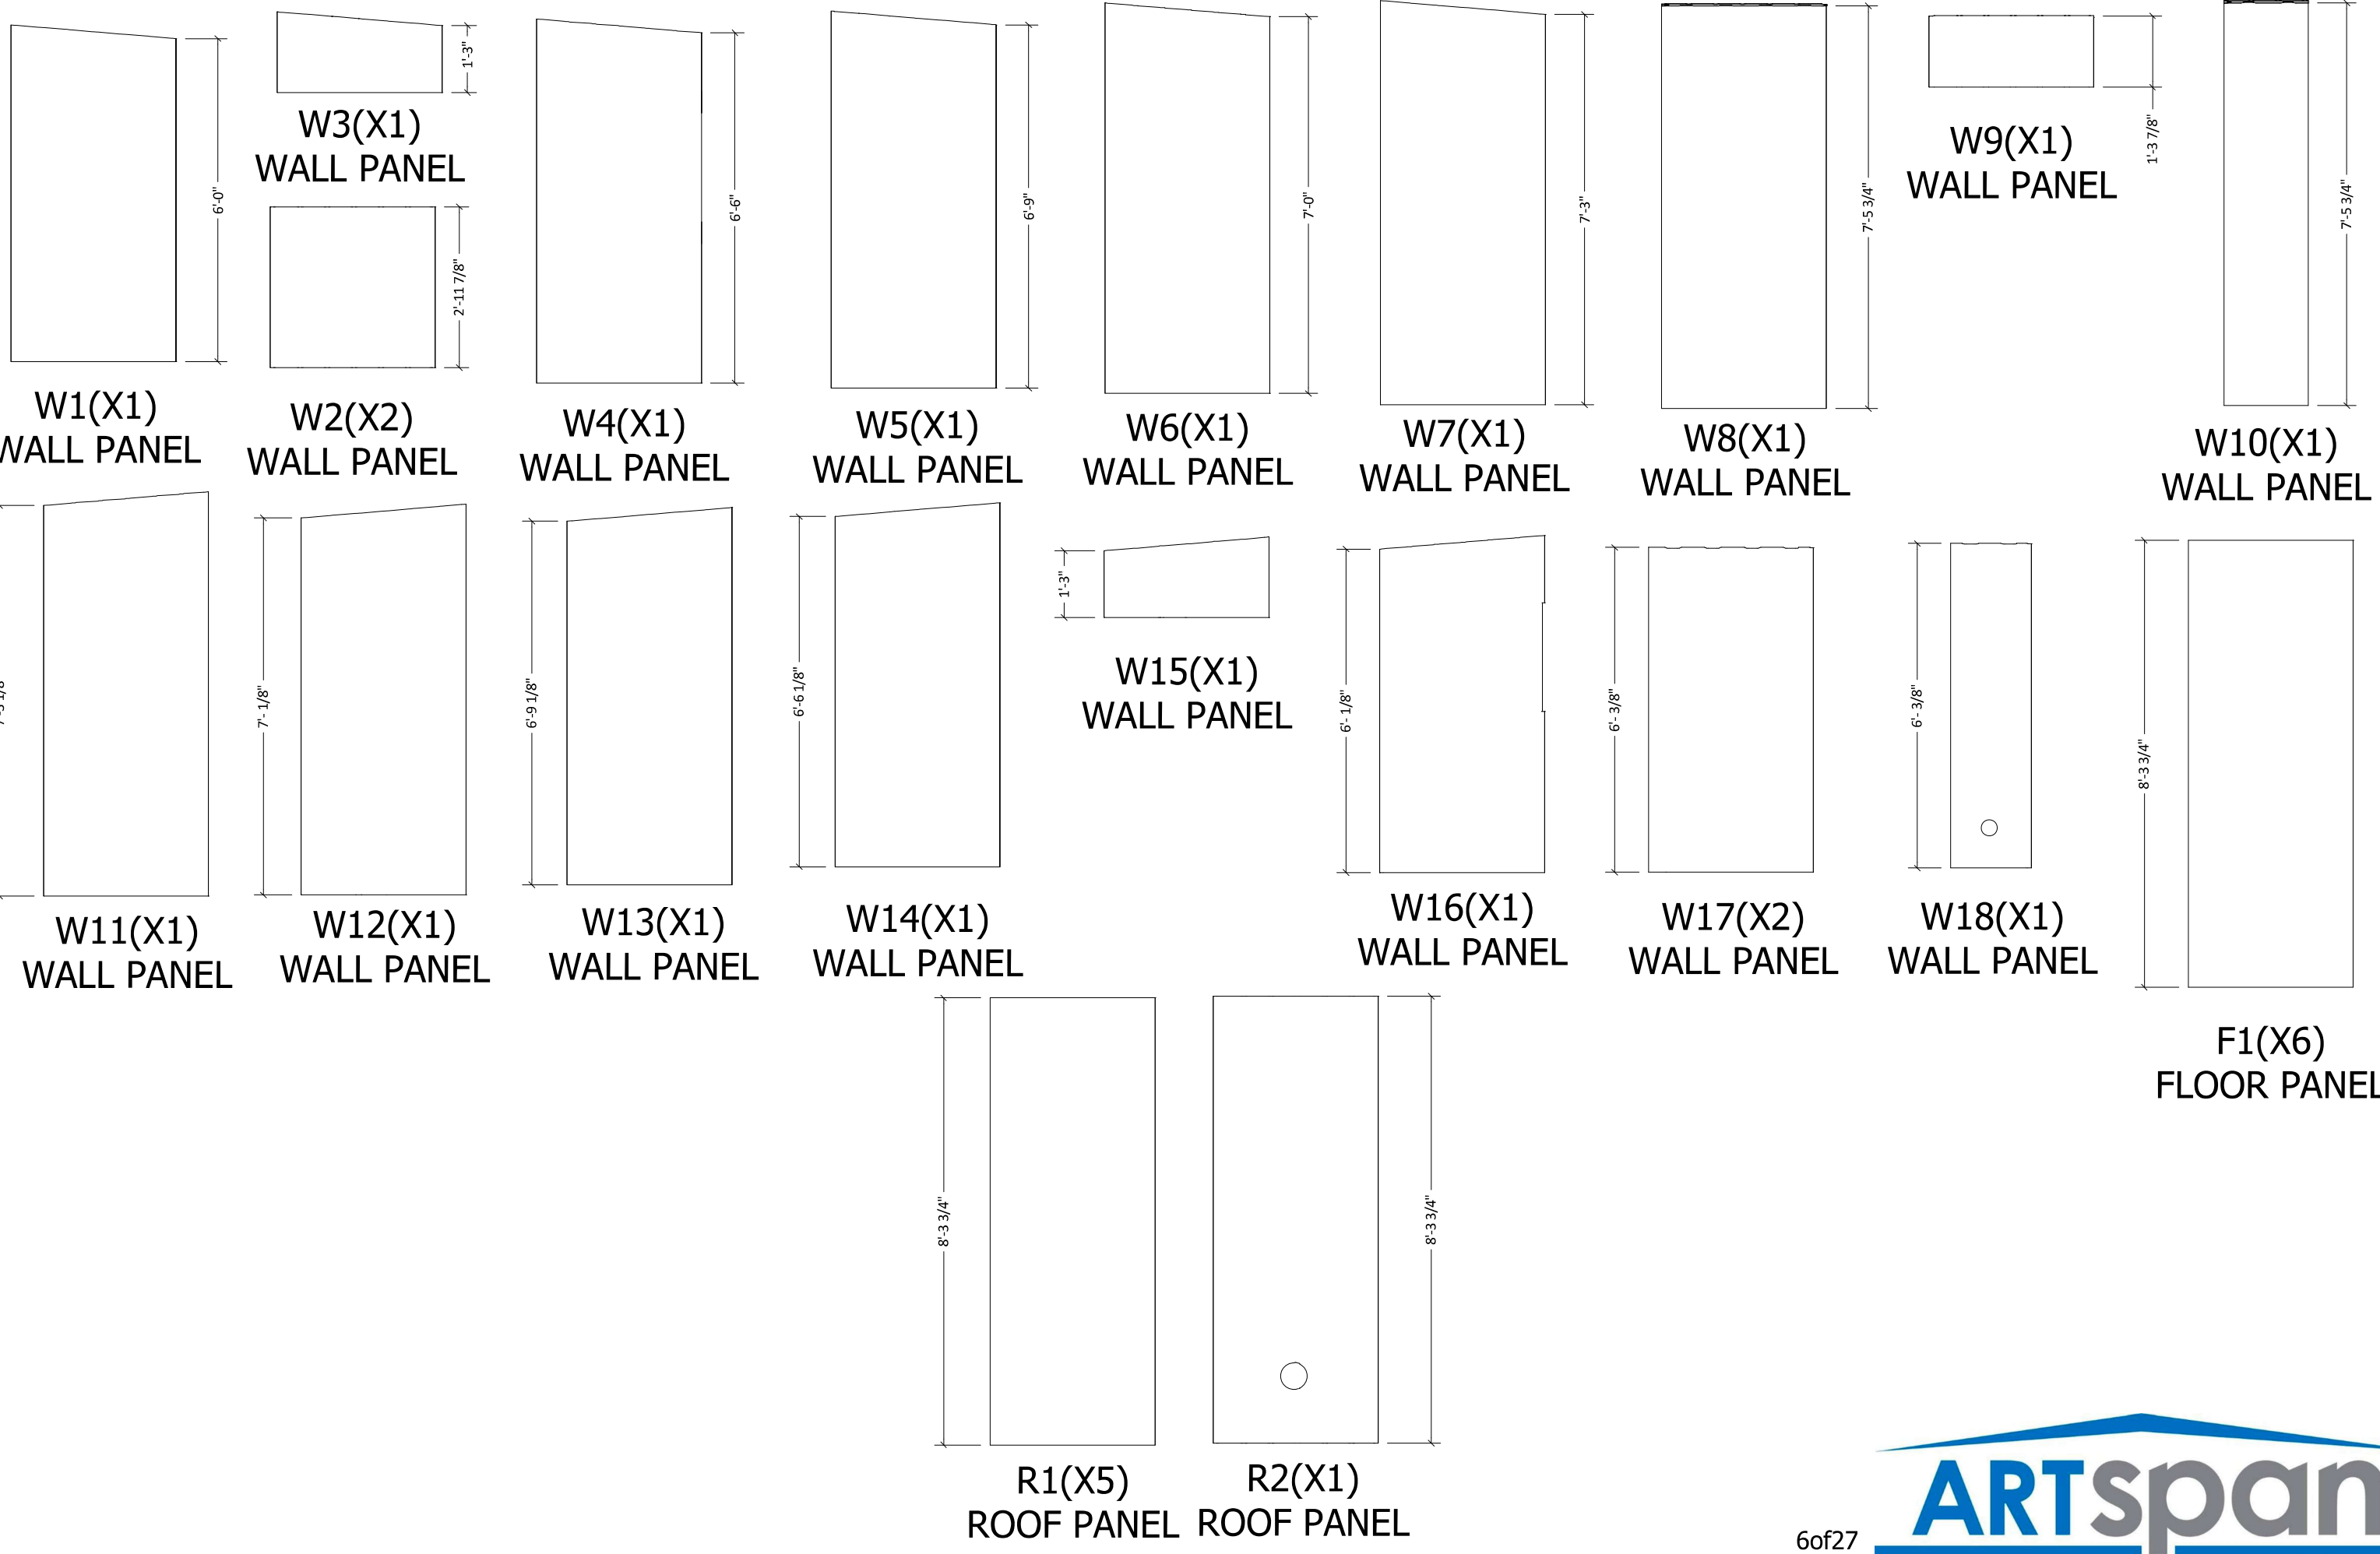 1'-3"
W3(X1)
WALL PANEL
6'-0"
2'-11 7/8"
W1(X1)
WALL PANEL
W2(X2)
WALL PANEL
6'-6"
W4(X1)
WALL PANEL
6'-9"
W5(X1)
WALL PANEL
7'-0"
W6(X1)
WALL PANEL
7'-3"
W7(X1)
WALL PANEL
7'-5 3/4"
W8(X1)
WALL PANEL
W9(X1)
WALL PANEL
1'-3 7/8"
7'-5 3/4"
W10(X1)
WALL PANEL
W11(X1)
WALL PANEL
7'- 1/8"
W12(X1)
WALL PANEL
6'-9 1/8"
W13(X1)
WALL PANEL
6'-6 1/8"
W14(X1)
WALL PANEL
1'-3"
W15(X1)
WALL PANEL
6'- 1/8"
W16(X1)
WALL PANEL
6'- 3/8"
W17(X2)
WALL PANEL
6'- 3/8"
W18(X1)
WALL PANEL
8'-3 3/4"
F1(X6)
FLOOR PANEL
8'-3 3/4"
R1(X5)
ROOF PANEL
8'-3 3/4"
R2(X1)
ROOF PANEL
6of27
ARTspan